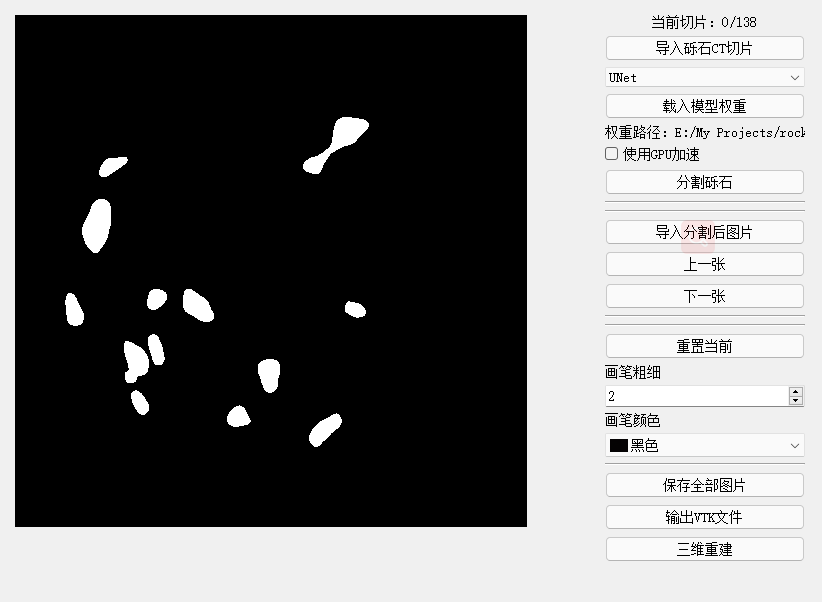 当前切片：0/138
导入砾石CT切片
UNet
载入模型权重
权重路径：E:/My Projects/rock
使用GPU加速
分割砾石
导入分割后图片
上一张
下一张
重置当前
画笔粗细
2
画笔颜色
黑色
保存全部图片
输出VTK文件
三维重建